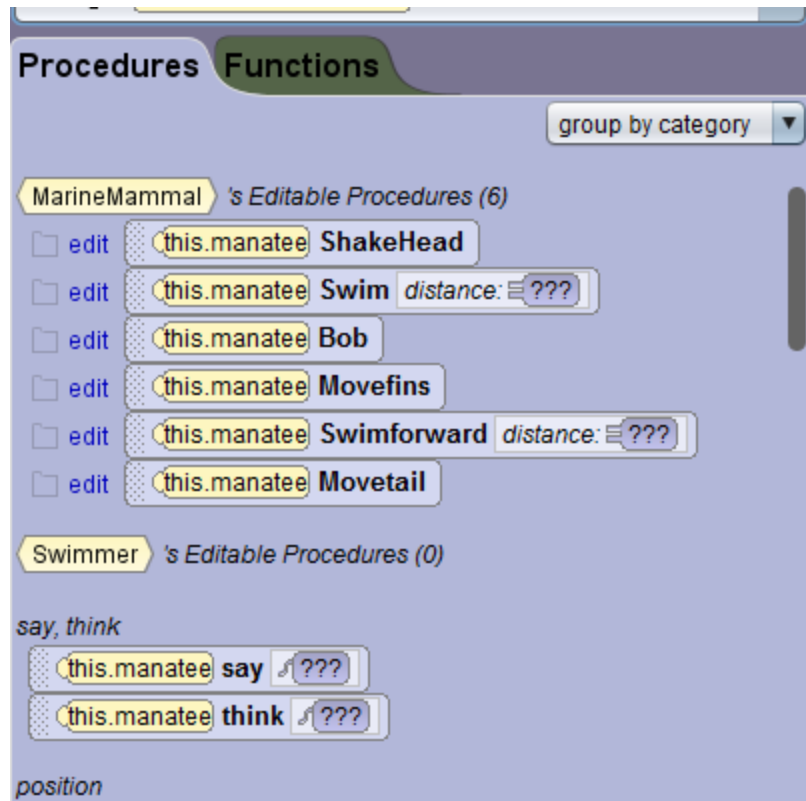 Procedures Functions
group by category
MarineMammal 's Editable Procedures (6)
edit this.manatee ShakeHead
edit this.manatee Swim distance: ???
edit this.manatee Bob
edit this.manatee Movefins
edit this.manatee Swimforward distance: ???
edit this.manatee Movetail
Swimmer 's Editable Procedures (0)
say, think
this.manatee say ???
this.manatee think ???
position